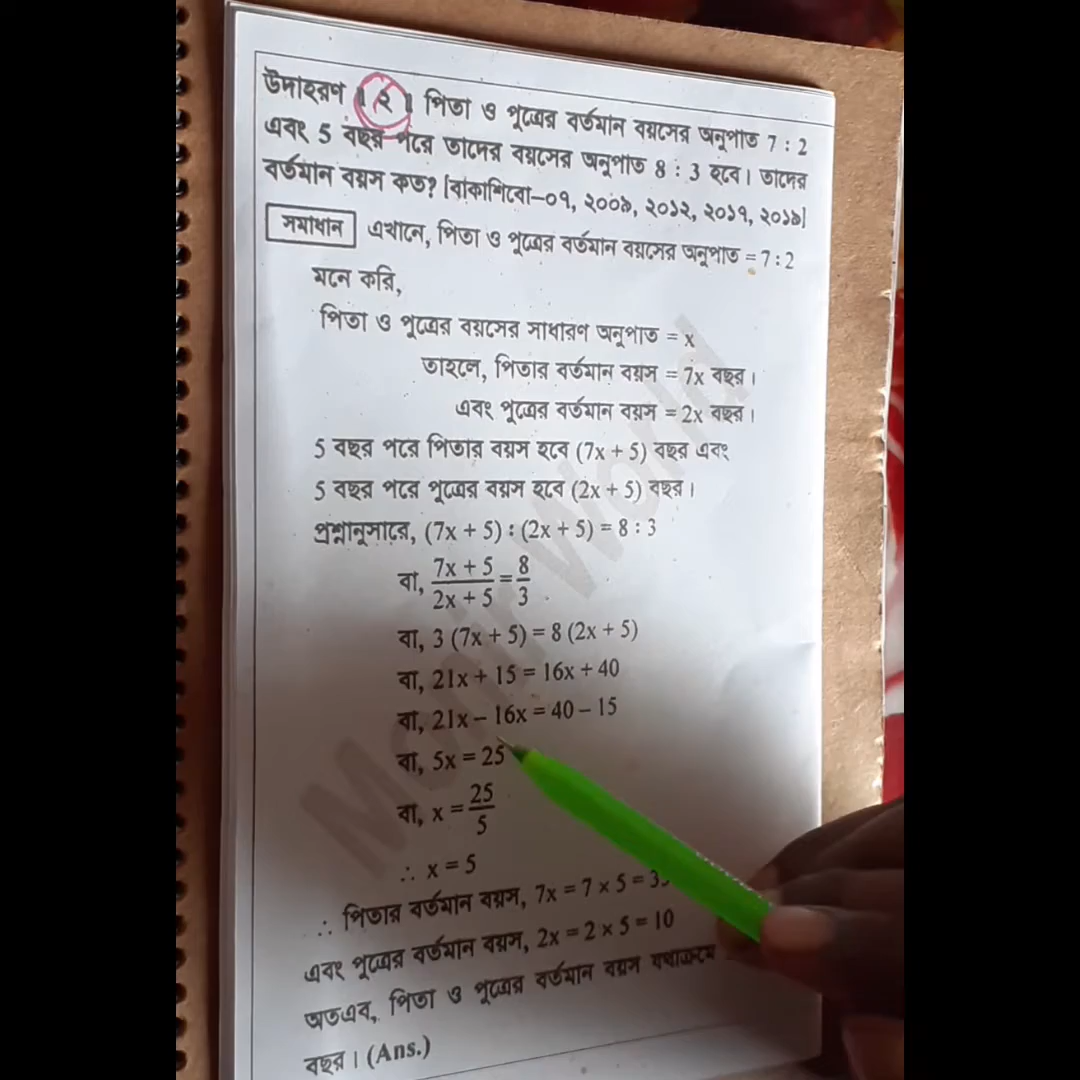 উদাহরণ ॥ ২ ॥ পিতা ও পুত্রের বর্তমান বয়সের অনুপাত 7 : 2
এবং 5 বছর পরে তাদের বয়সের অনুপাত 8 : 3 হবে। তাদের
বর্তমান বয়স কত? [বাকাশিবো–০৭, ২০০৯, ২০১২, ২০১৭, ২০১৯]
সমাধান এখানে, পিতা ও পুত্রের বর্তমান বয়সের অনুপাত = 7 : 2
মনে করি,
পিতা ও পুত্রের বয়সের সাধারণ অনুপাত = x
তাহলে, পিতার বর্তমান বয়স = 7x বছর।
এবং পুত্রের বর্তমান বয়স = 2x বছর।
5 বছর পরে পিতার বয়স হবে (7x + 5) বছর এবং
5 বছর পরে পুত্রের বয়স হবে (2x + 5) বছর।
প্রশ্নানুসারে, (7x + 5) : (2x + 5) = 8 : 3
বা, (7x + 5)/(2x + 5) = 8/3
বা, 3 (7x + 5) = 8 (2x + 5)
বা, 21x + 15 = 16x + 40
বা, 21x – 16x = 40 – 15
বা, 5x = 25
বা, x = 25/5
∴ x = 5
∴ পিতার বর্তমান বয়স, 7x = 7 × 5 =
এবং পুত্রের বর্তমান বয়স, 2x = 2 × 5 = 10
অতএব, পিতা ও পুত্রের বর্তমান বয়স যথাক্রমে
বছর। (Ans.)